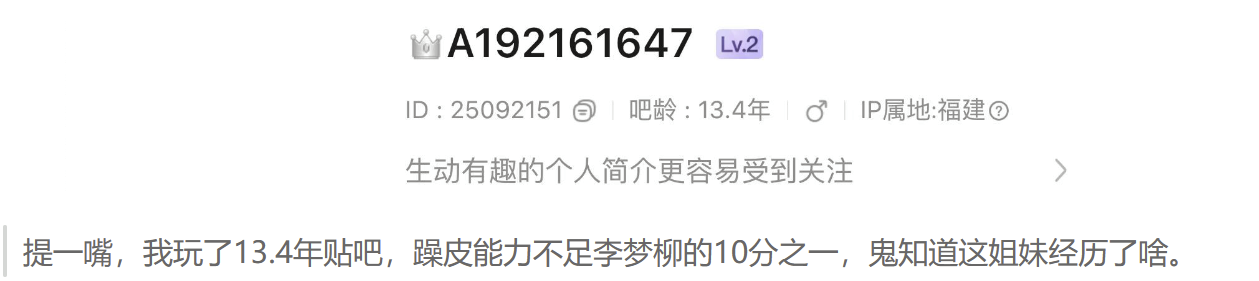 A192161647 Lv.2
ID : 25092151 吧龄 : 13.4年 IP属地:福建
生动有趣的个人简介更容易受到关注
提一嘴，我玩了13.4年贴吧，躁皮能力不足李梦柳的10分之一，鬼知道这姐妹经历了啥。